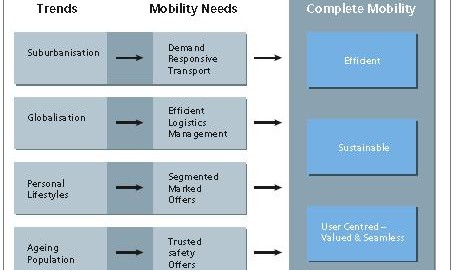 Trends
Mobility Needs
Complete Mobility
Suburbanisation
Demand
Responsive
Transport
Efficient
Globalisation
Efficient
Logistics
Management
Sustainable
Personal
Lifestyles
Segmented
Marked
Offers
User Centred –
Valued & Seamless
Ageing
Population
Trusted
safety
Offers